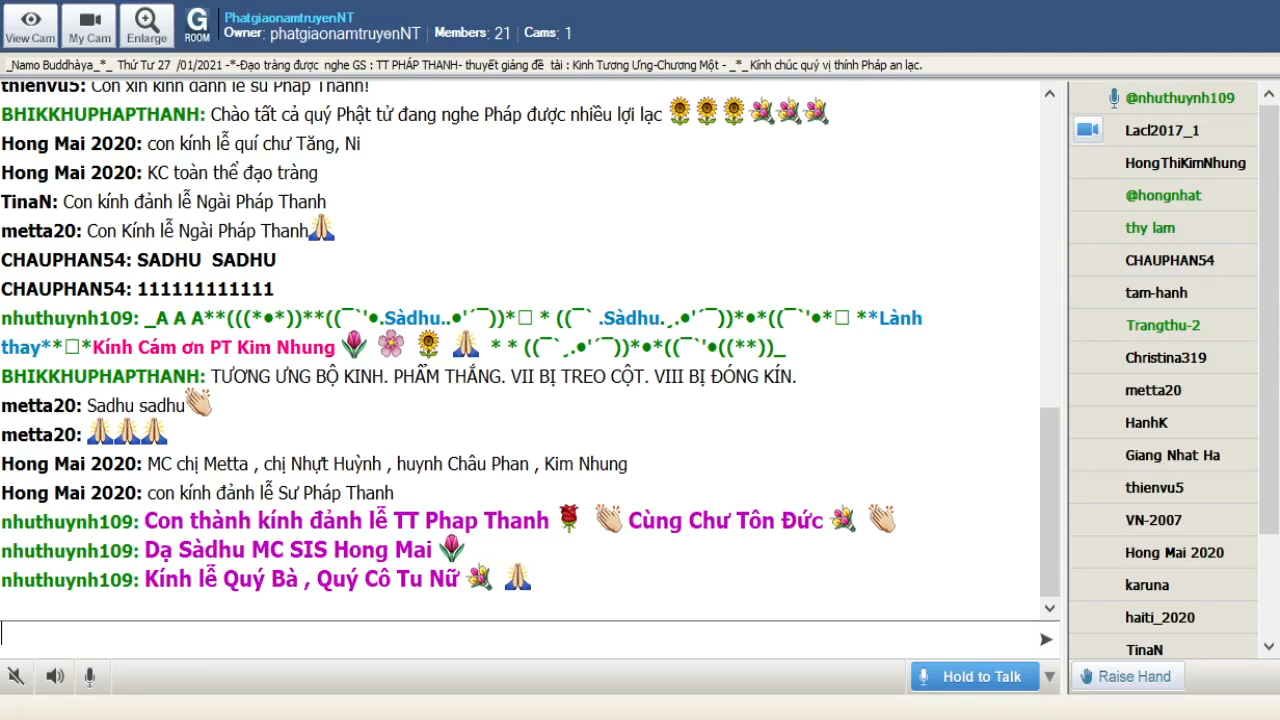 View Cam
My Cam
Enlarge
G
ROOM
PhatgiaonamtruyenNT
Owner: phatgiaonamtruyenNT | Members: 21 | Cams: 1
_Namo Buddhàya_*_ Thứ Tư 27 /01/2021 -*-Đạo tràng được nghe GS : TT PHÁP THANH- thuyết giảng đề tài : Kinh Tương Ưng-Chương Một - _*_Kính chúc quý vị thính Pháp an lạc.
thienvu5: Con xin kính đảnh lễ sư Pháp Thanh!
BHIKKHUPHAPTHANH: Chào tất cả quý Phật tử đang nghe Pháp được nhiều lợi lạc 🌻🌻🌻💐💐💐
Hong Mai 2020: con kính lễ quí chư Tăng, Ni
Hong Mai 2020: KC toàn thể đạo tràng
TinaN: Con kính đảnh lễ Ngài Pháp Thanh
metta20: Con Kính lễ Ngài Pháp Thanh🙏
CHAUPHAN54: SADHU SADHU
CHAUPHAN54: 111111111111
nhuthuynh109: _A A A**(((*●*))**((¯`'●.Sàdhu..●'´¯))*□ * ((¯` .Sàdhu.¸.●'´¯))*●*((¯`'●*□ **Lành
thay**□*Kính Cám ơn PT Kim Nhung 🌷 🌸 🌻 🙏 * * ((¯`¸.●'´¯))*●*((¯`'●((**))_
BHIKKHUPHAPTHANH: TƯƠNG ƯNG BỘ KINH. PHẨM THẮNG. VII BỊ TREO CỘT. VIII BỊ ĐÓNG KÍN.
metta20: Sadhu sadhu👏
metta20: 🙏🙏🙏
Hong Mai 2020: MC chị Metta , chị Như̛t Huỳnh , huynh Châu Phan , Kim Nhung
Hong Mai 2020: con kính đảnh lễ Sư Pháp Thanh
nhuthuynh109: Con thành kính đảnh lễ TT Phap Thanh 🌹 👏 Cùng Chư Tôn Đức 💐 👏
nhuthuynh109: Dạ Sàdhu MC SIS Hong Mai 🌷
nhuthuynh109: Kính lễ Quý Bà , Quý Cô Tu Nữ 💐 🙏
Hold to Talk
@nhuthuynh109
Lacl2017_1
HongThiKimNhung
@hongnhat
thy lam
CHAUPHAN54
tam-hanh
Trangthu-2
Christina319
metta20
HanhK
Giang Nhat Ha
thienvu5
VN-2007
Hong Mai 2020
karuna
haiti_2020
TinaN
Raise Hand